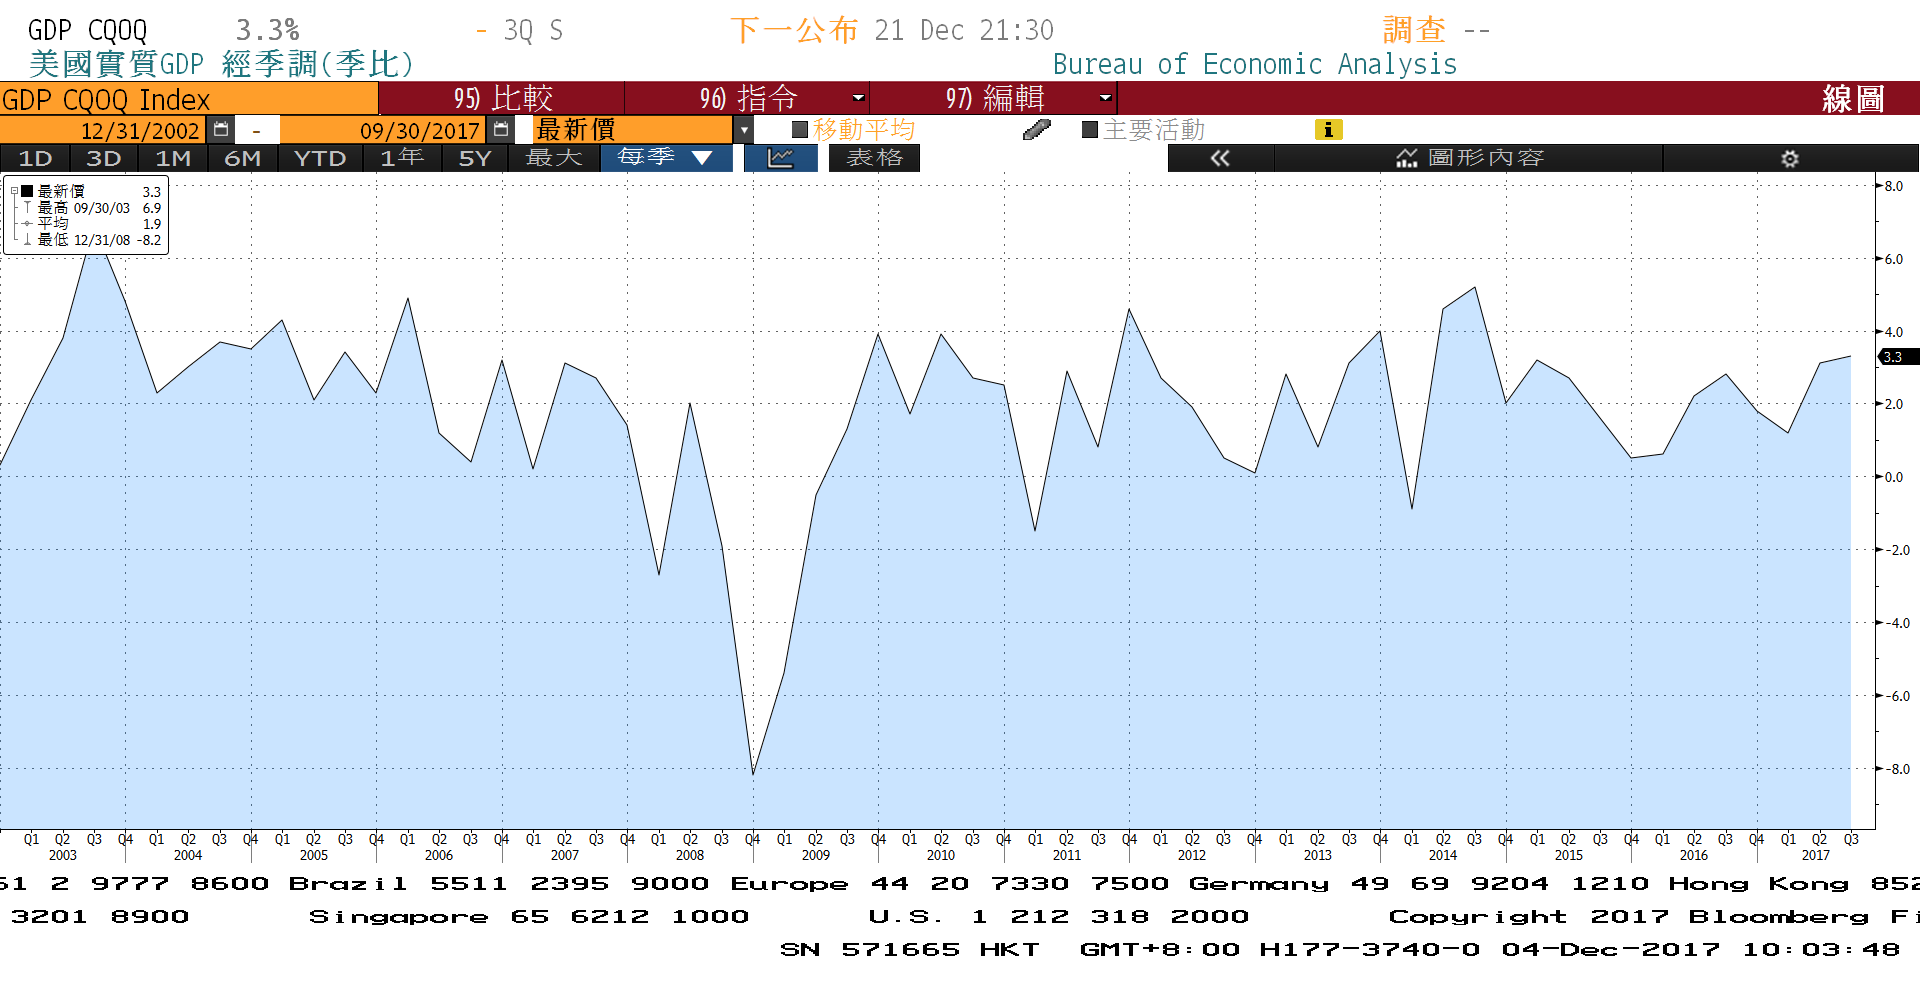 GDP CQOQ 3.3% - 3Q S 下一公布 21 Dec 21:30 調查 --
美國實質GDP 經季調(季比) Bureau of Economic Analysis
GDP CQOQ Index 95) 比較 96) 指令 97) 編輯 線圖
12/31/2002 - 09/30/2017 最新價 移動平均 主要活動 i
1D 3D 1M 6M YTD 1年 5Y 最大 每季 ▼ 表格 « 圖形內容
最新價 3.3
最高 09/30/03 6.9
平均 1.9
最低 12/31/08 -8.2
8.0
6.0
4.0
3.3
2.0
0.0
-2.0
-4.0
-6.0
-8.0
Q1 Q2 Q3 Q4 Q1 Q2 Q3 Q4 Q1 Q2 Q3 Q4 Q1 Q2 Q3 Q4 Q1 Q2 Q3 Q4 Q1 Q2 Q3 Q4 Q1 Q2 Q3 Q4 Q1 Q2 Q3 Q4 Q1 Q2 Q3 Q4 Q1 Q2 Q3 Q4 Q1 Q2 Q3 Q4 Q1 Q2 Q3 Q4 Q1 Q2 Q3 Q4 Q1 Q2 Q3 Q4 Q1 Q2 Q3
2003 2004 2005 2006 2007 2008 2009 2010 2011 2012 2013 2014 2015 2016 2017
61 2 9777 8600 Brazil 5511 2395 9000 Europe 44 20 7330 7500 Germany 49 69 9204 1210 Hong Kong 852
3201 8900 Singapore 65 6212 1000 U.S. 1 212 318 2000 Copyright 2017 Bloomberg Fi
SN 571665 HKT GMT+8:00 H177-3740-0 04-Dec-2017 10:03:48